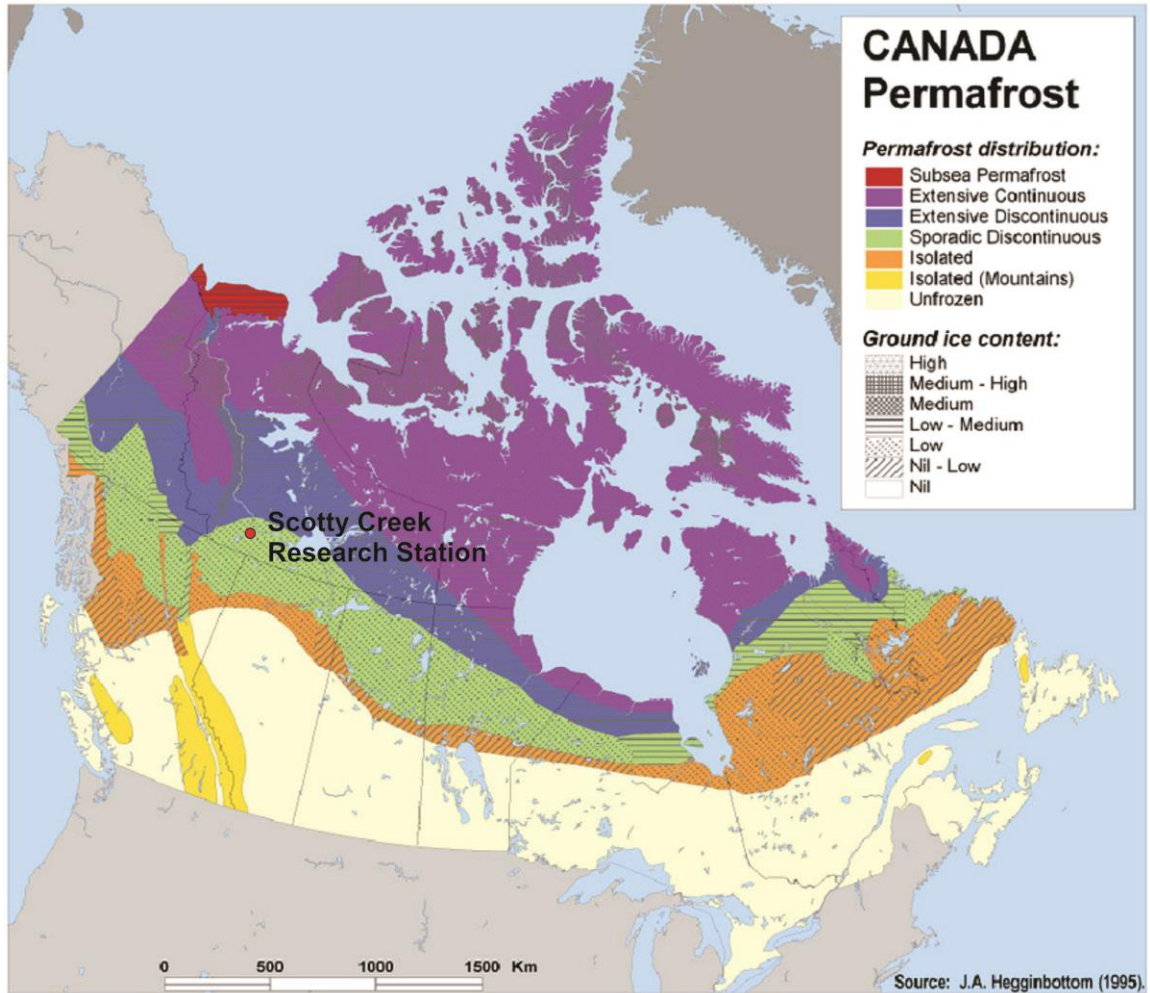 CANADA
Permafrost
Permafrost distribution:
Subsea Permafrost
Extensive Continuous
Extensive Discontinuous
Sporadic Discontinuous
Isolated
Isolated (Mountains)
Unfrozen
Ground ice content:
High
Medium - High
Medium
Low - Medium
Low
Nil - Low
Nil
Scotty Creek
Research Station
0 500 1000 1500 Km
Source: J.A. Hegginbottom (1995).